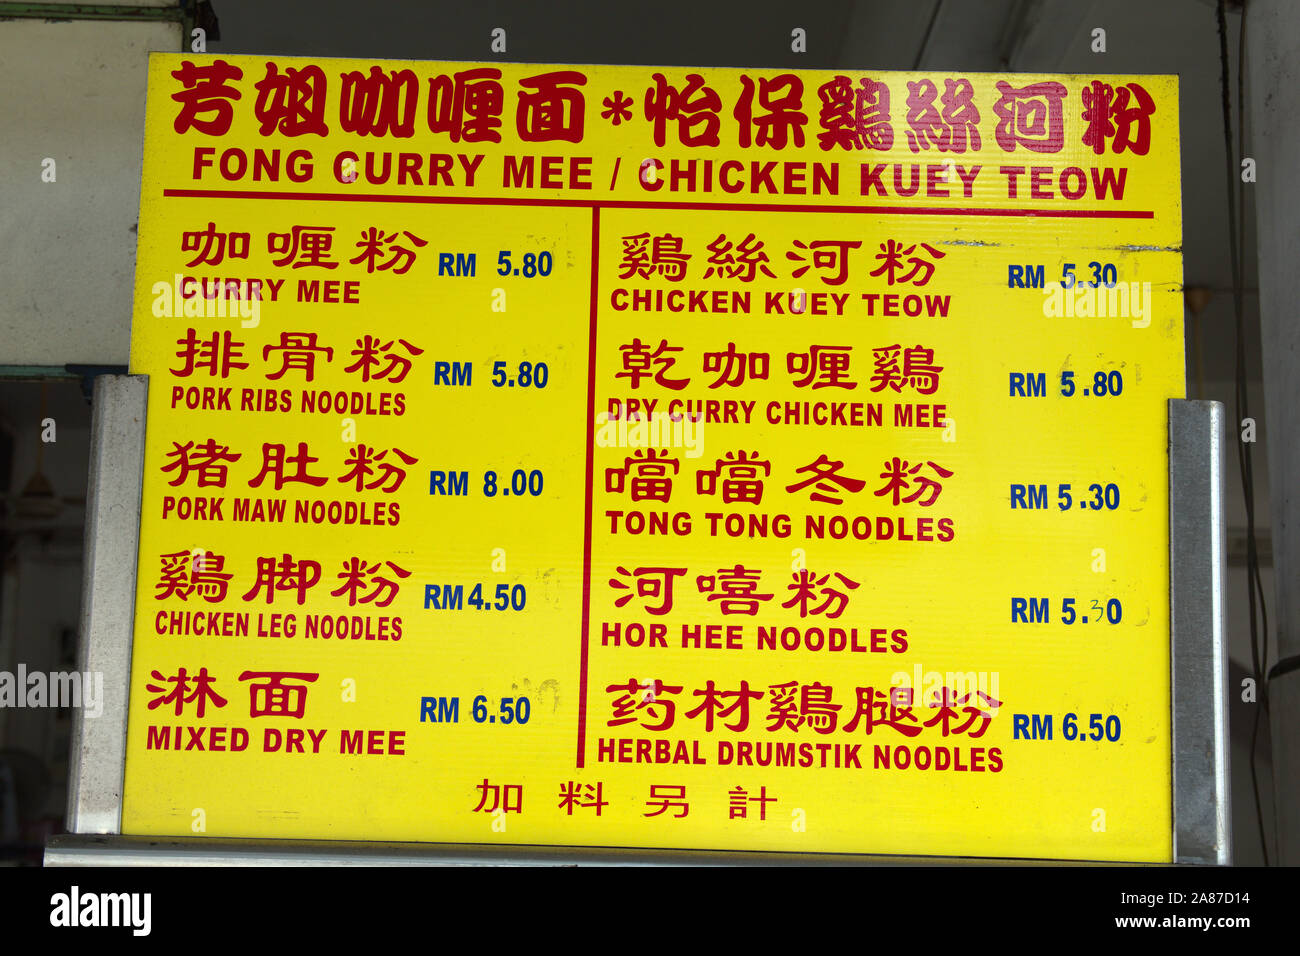 芳姐咖喱面*怡保鷄絲河粉
FONG CURRY MEE / CHICKEN KUEY TEOW
咖喱粉 RM 5.80
CURRY MEE
排骨粉 RM 5.80
PORK RIBS NOODLES
猪肚粉 RM 8.00
PORK MAW NOODLES
鷄脚粉 RM 4.50
CHICKEN LEG NOODLES
淋面 RM 6.50
MIXED DRY MEE
鷄絲河粉 RM 5.30
CHICKEN KUEY TEOW
乾咖喱鷄 RM 5.80
DRY CURRY CHICKEN MEE
噹噹冬粉 RM 5.30
TONG TONG NOODLES
河嘻粉 RM 5.30
HOR HEE NOODLES
药材鷄腿粉 RM 6.50
HERBAL DRUMSTIK NOODLES
加料另計
alamy
Image ID: 2A87D14
www.alamy.com